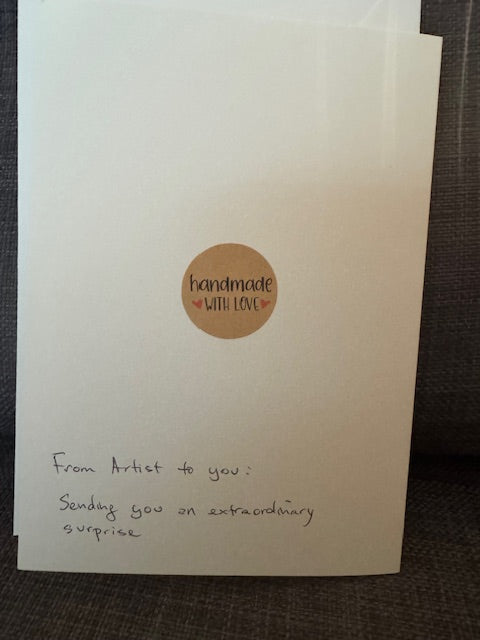 handmade
WITH LOVE
From Artist to you:
Sending you an extraordinary
surprise